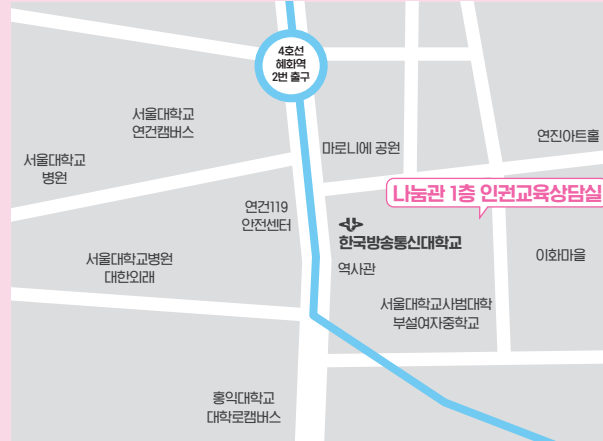 4호선
혜화역
2번 출구
서울대학교
연건캠버스
마로니에 공원
연진아트홀
서울대학교
병원
나눔관 1층 인권교육상담실
연건119
안전센터
한국방송통신대학교
역사관
서울대학교병원
대한외래
이화마을
서울대학교사범대학
부설여자중학교
홍익대학교
대학로캠버스